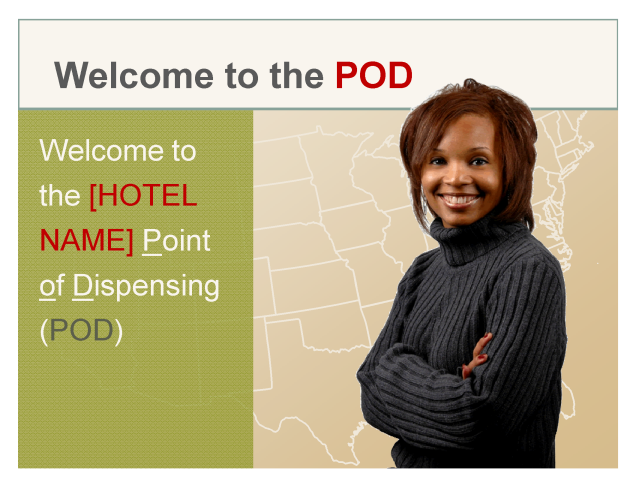 Welcome to the POD
Welcome to
the [HOTEL
NAME] Point
of Dispensing
(POD)